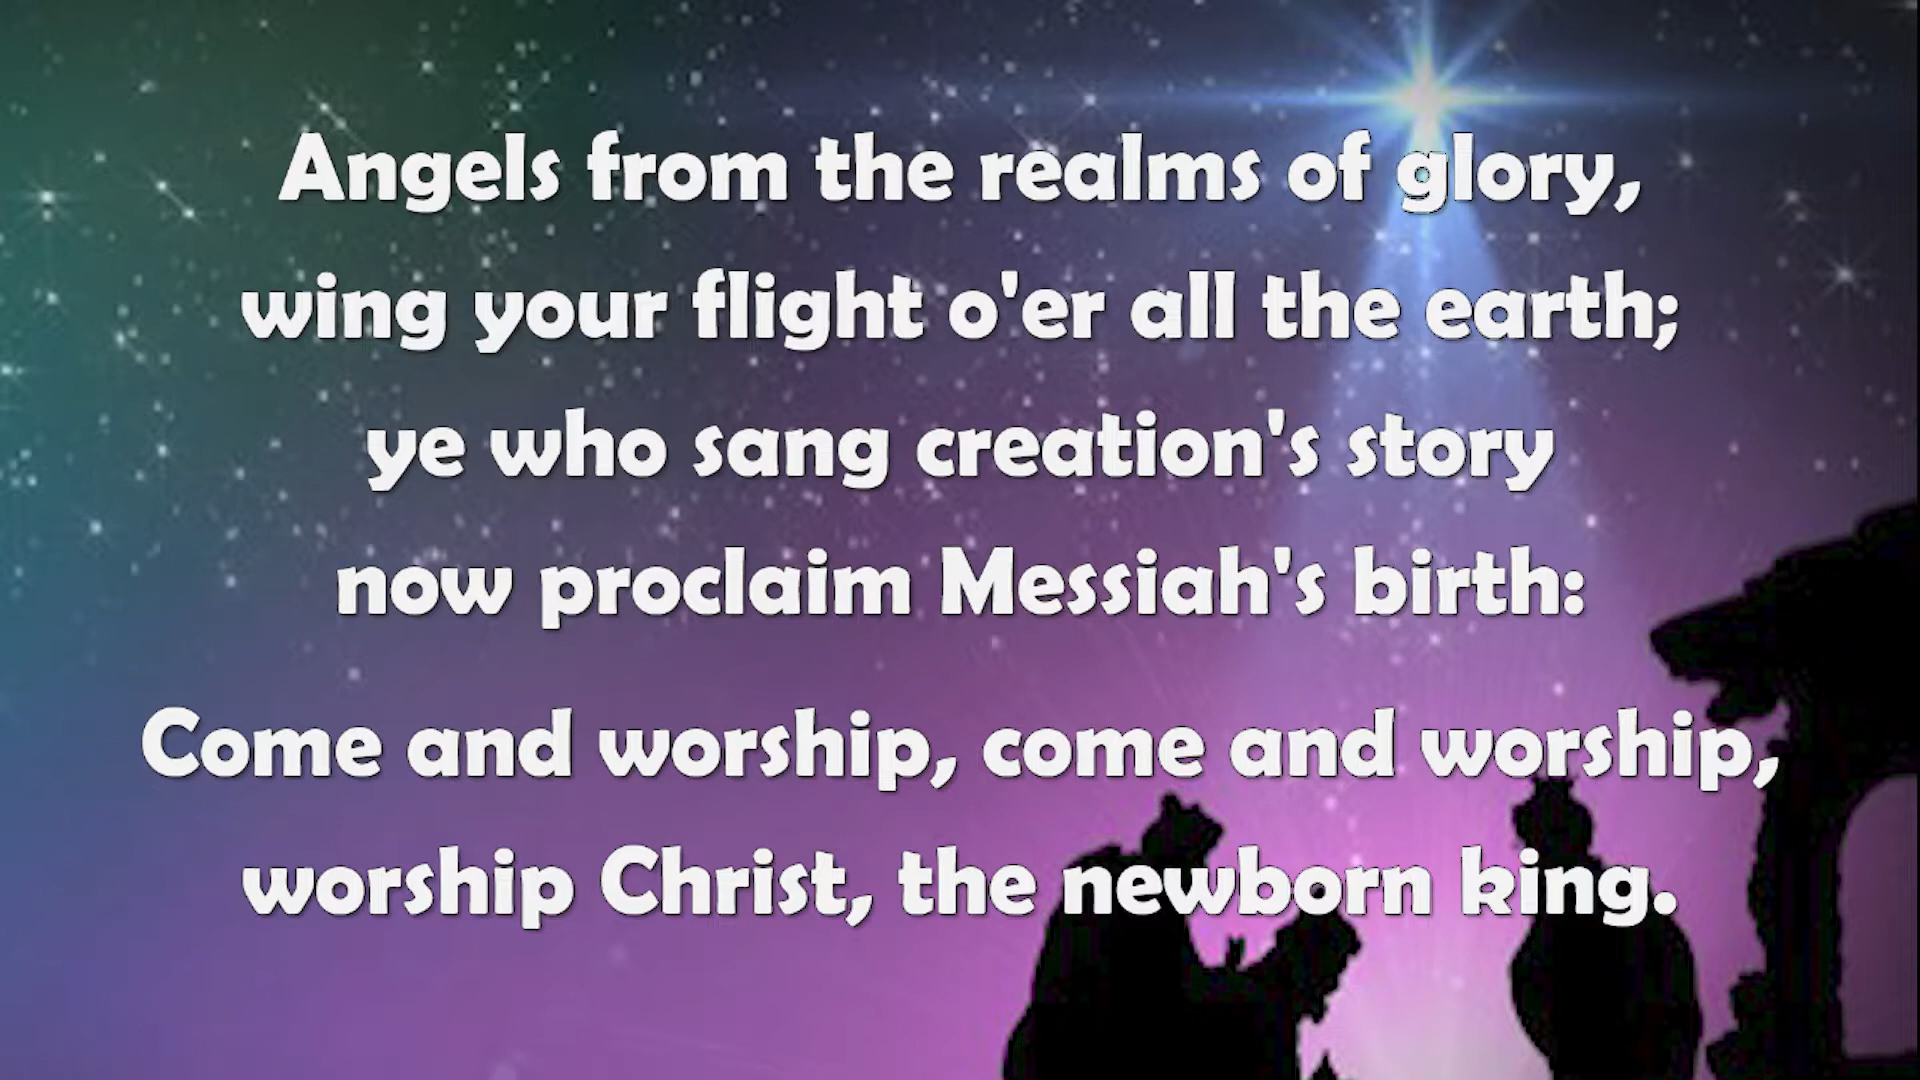 Angels from the realms of glory,
wing your flight o'er all the earth;
ye who sang creation's story
now proclaim Messiah's birth:
Come and worship, come and worship,
worship Christ, the newborn king.